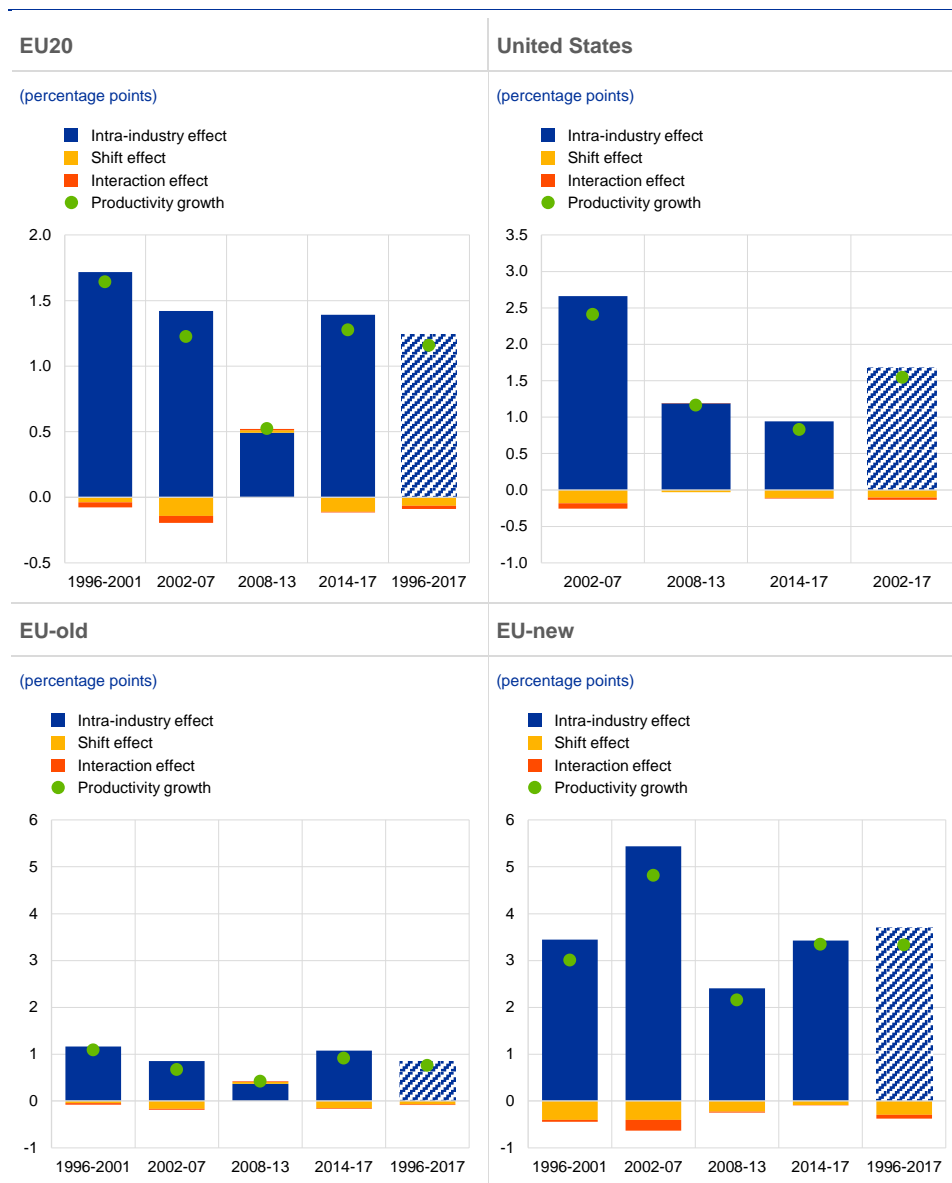 EU20
(percentage points)
Intra-industry effect
Shift effect
Interaction effect
Productivity growth
2.0
1.5
1.0
0.5
0.0
-0.5
1996-2001 2002-07 2008-13 2014-17 1996-2017
United States
(percentage points)
Intra-industry effect
Shift effect
Interaction effect
Productivity growth
3.5
3.0
2.5
2.0
1.5
1.0
0.5
0.0
-0.5
-1.0
2002-07 2008-13 2014-17 2002-17
EU-old
(percentage points)
Intra-industry effect
Shift effect
Interaction effect
Productivity growth
6
5
4
3
2
1
0
-1
1996-2001 2002-07 2008-13 2014-17 1996-2017
EU-new
(percentage points)
Intra-industry effect
Shift effect
Interaction effect
Productivity growth
6
5
4
3
2
1
0
-1
1996-2001 2002-07 2008-13 2014-17 1996-2017